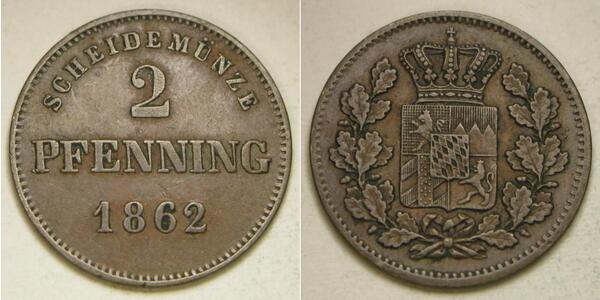 SCHEIDEMÜNZE
2
PFENNING
1862